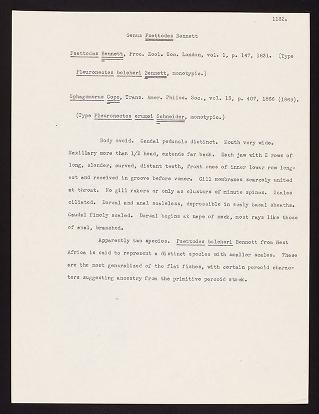 1182.
Genus Psettodes Bennett
Psettodes Bennett, Proc. Zool. Soc. London, vol. 1, p. 147, 1831. (Type
Pleuronectes belcheri Bennett, monotypic.)
Sphagomorus Cope, Trans. Amer. Philos. Soc., vol. 13, p. 407, 1866 (1869).
(Type Pleuronectes erumei Schneider, monotypic.)
Body ovoid. Caudal peduncle distinct. Mouth very wide.
Maxillary more than 1/2 head, extends far back. Each jaw with 2 rows of
long, slender, curved, distant teeth, front ones of inner lower row long-
est and received in groove before vomer. Gill membranes scarcely united
at throat. No gill rakers or only as clusters of minute spines. Scales
ciliated. Dorsal and anal scaleless, depressible in scaly basal sheaths.
Caudal finely scaled. Dorsal begins at nape of neck, most rays like those
of anal, branched.
Apparently two species. Psettodes belcheri Bennett from West
Africa is said to represent a distinct species with smaller scales. These
are the most generalized of the flat fishes, with certain percoid charac-
ters suggesting ancestry from the primitive percoid stock.